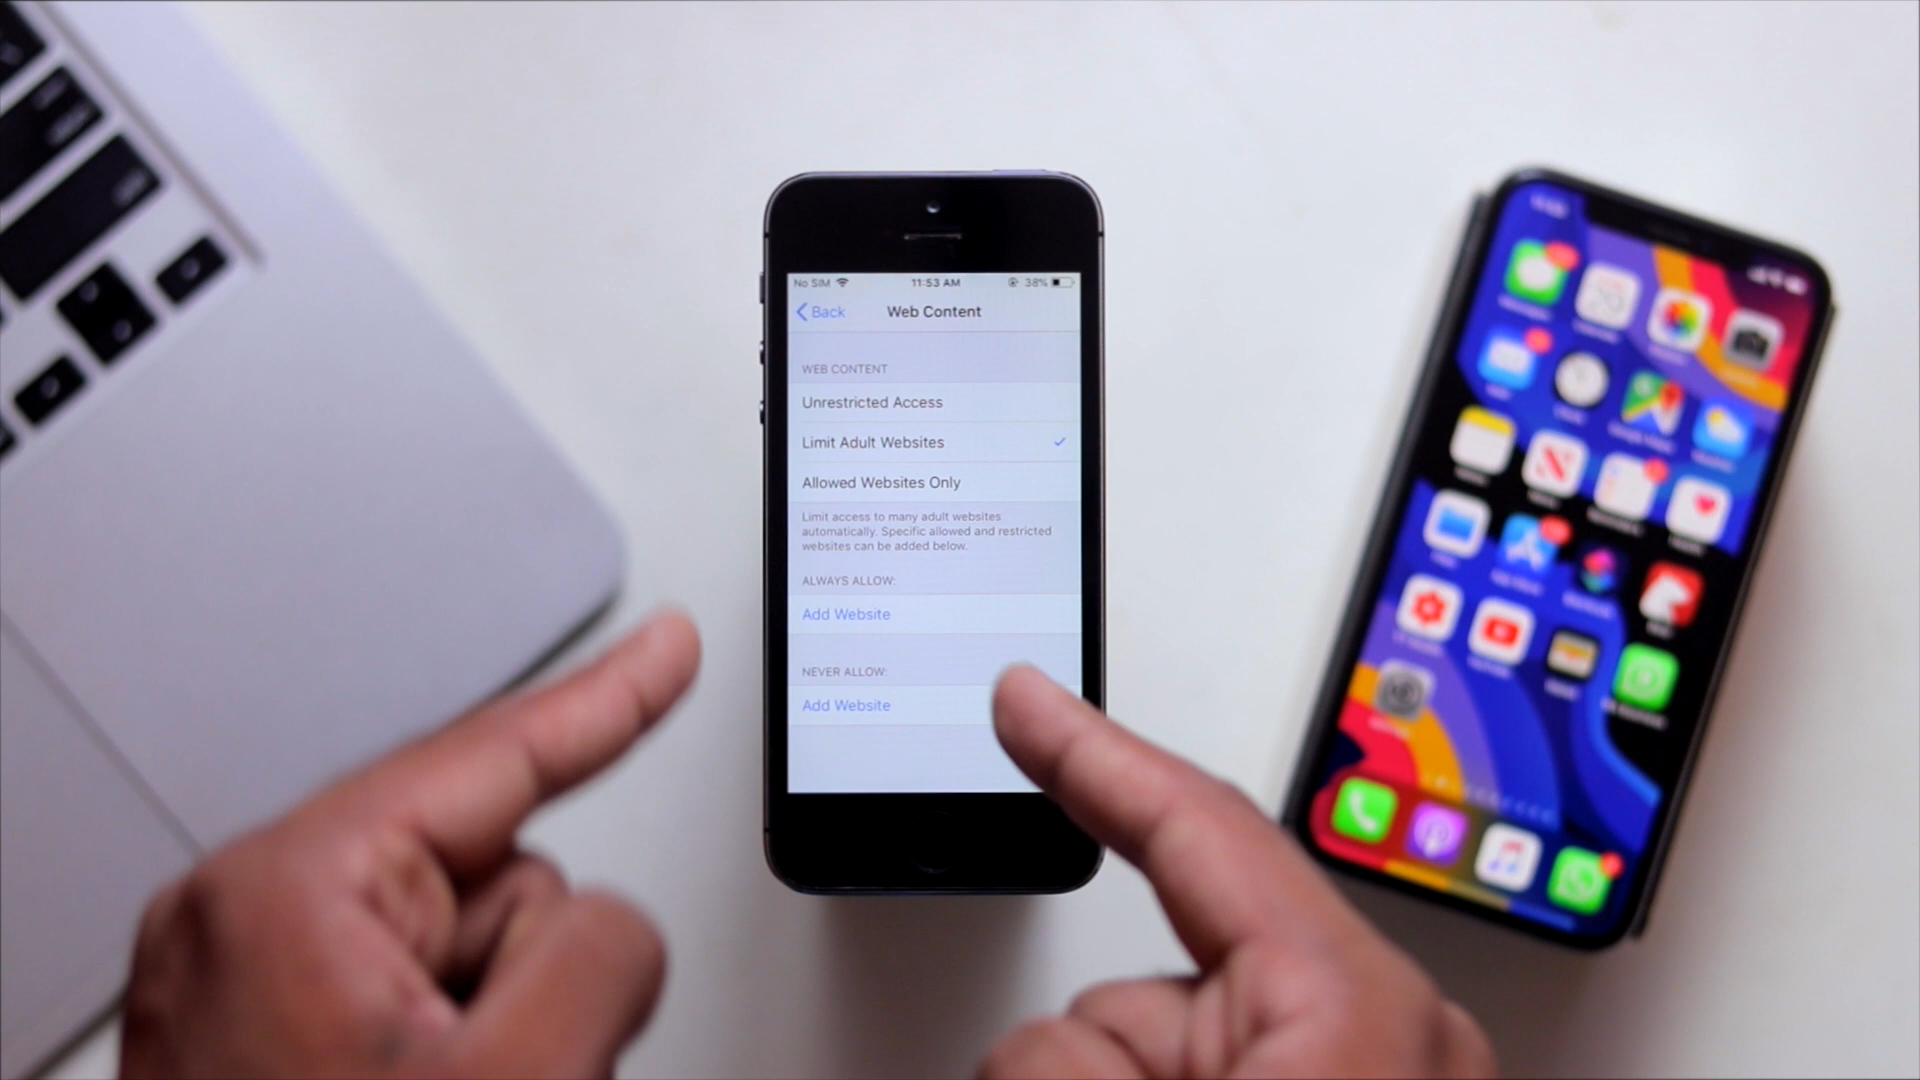 No SIM 11:53 AM 38%
Back Web Content
WEB CONTENT
Unrestricted Access
Limit Adult Websites
Allowed Websites Only
Limit access to many adult websites
automatically. Specific allowed and restricted
websites can be added below.
ALWAYS ALLOW:
Add Website
NEVER ALLOW:
Add Website